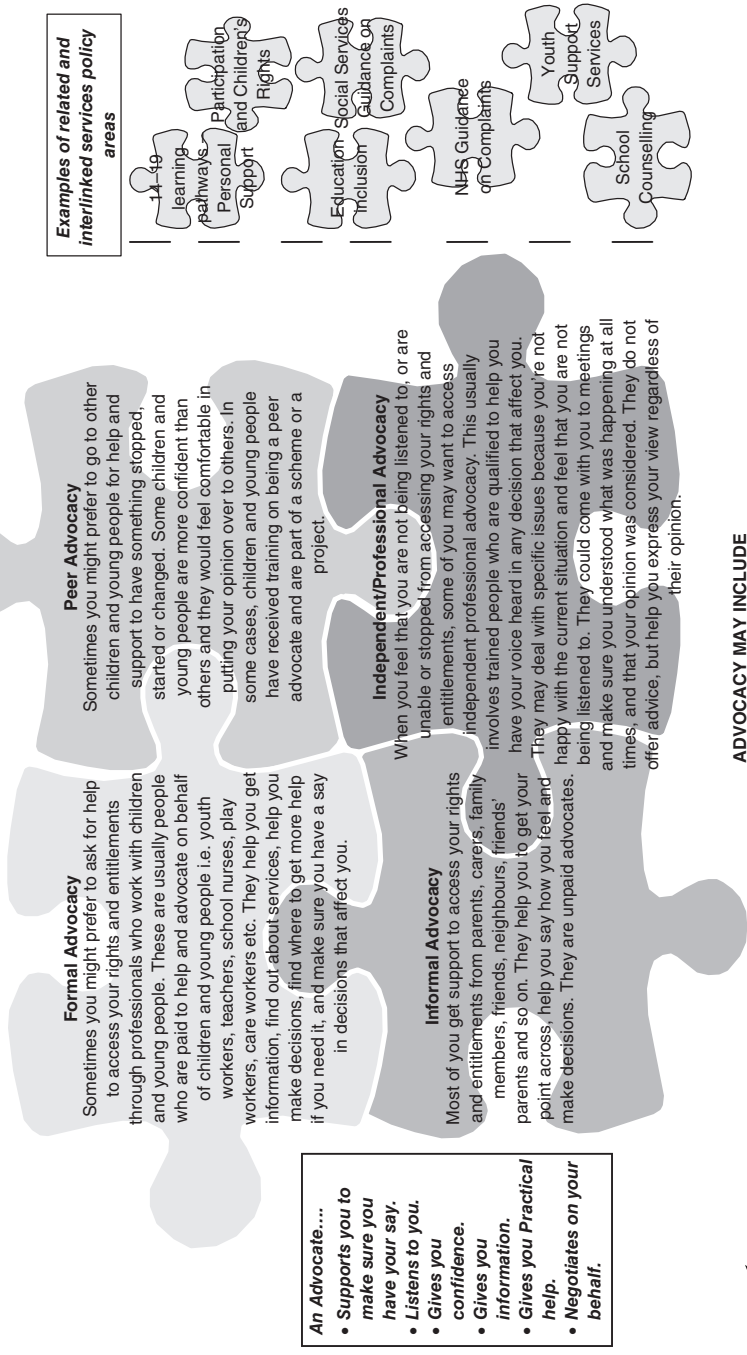 An Advocate….
• Supports you to
make sure you
have your say.
• Listens to you.
• Gives you
confidence.
• Gives you
information.
• Gives you Practical
help.
• Negotiates on your
behalf.
Formal Advocacy
Sometimes you might prefer to ask for help
to access your rights and entitlements
through professionals who work with children
and young people. These are usually people
who are paid to help and advocate on behalf
of children and young people i.e. youth
workers, teachers, school nurses, play
workers, care workers etc. They help you get
information, find out about services, help you
make decisions, find where to get more help
if you need it, and make sure you have a say
in decisions that affect you.
Peer Advocacy
Sometimes you might prefer to go to other
children and young people for help and
support to have something stopped,
started or changed. Some children and
young people are more confident than
others and they would feel comfortable in
putting your opinion over to others. In
some cases, children and young people
have received training on being a peer
advocate and are part of a scheme or a
project.
Informal Advocacy
Most of you get support to access your rights
and entitlements from parents, carers, family
members, friends, neighbours, friends’
parents and so on. They help you to get your
point across, help you say how you feel and
make decisions. They are unpaid advocates.
Independent/Professional Advocacy
When you feel that you are not being listened to, or are
unable or stopped from accessing your rights and
entitlements, some of you may want to access
independent professional advocacy. This usually
involves trained people who are qualified to help you
have your voice heard in any decision that affect you.
They may deal with specific issues because you’re not
happy with the current situation and feel that you are not
being listened to. They could come with you to meetings
and make sure you understood what was happening at all
times, and that your opinion was considered. They do not
offer advice, but help you express your view regardless of
their opinion.
Examples of related and
interlinked services policy
areas
14–19
learning
pathways -
Personal
Support
Participation
and Children’s
Rights
Education
Inclusion
Social Services
Guidance on
Complaints
NHS Guidance
on Complaints
School
Counselling
Youth
Support
Services
ADVOCACY MAY INCLUDE